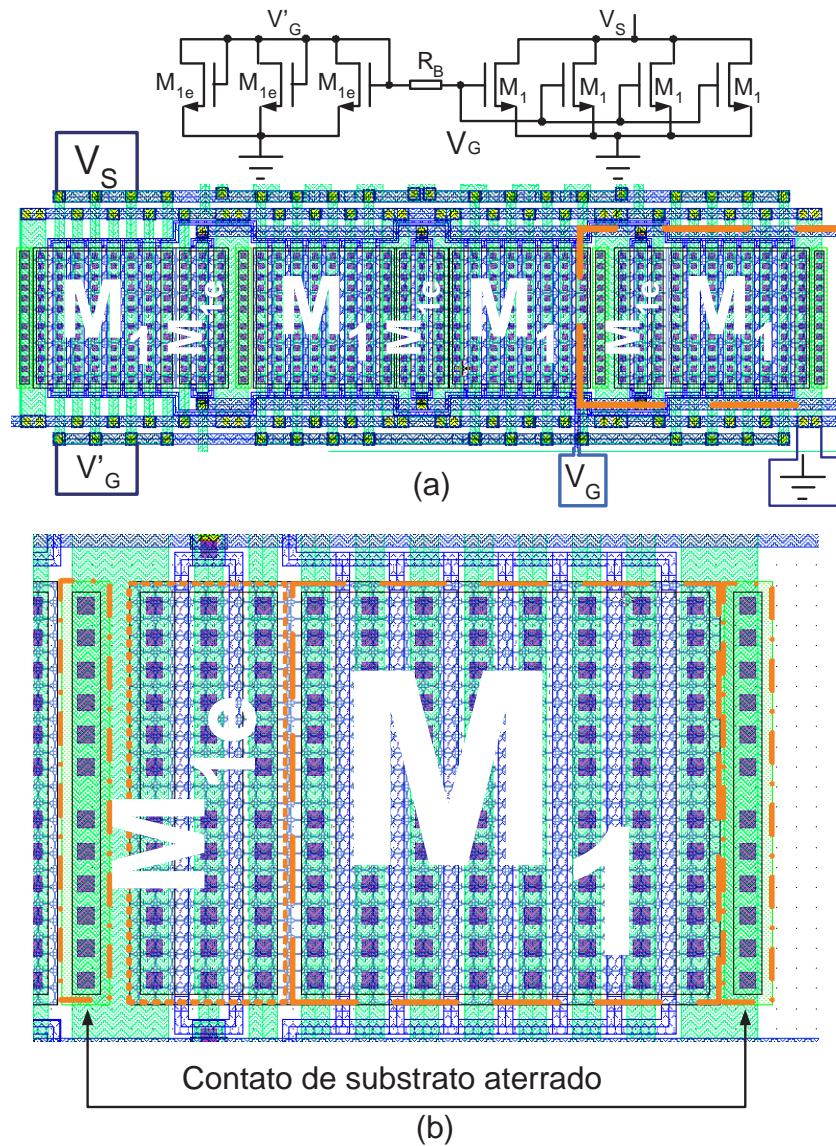 V'G VS
M1e M1e M1e RB M1 M1 M1 M1
VG
VS
M1 M1e M1 M1e M1 M1e M1
V'G (a) VG
M1e M1
Contato de substrato aterrado
(b)